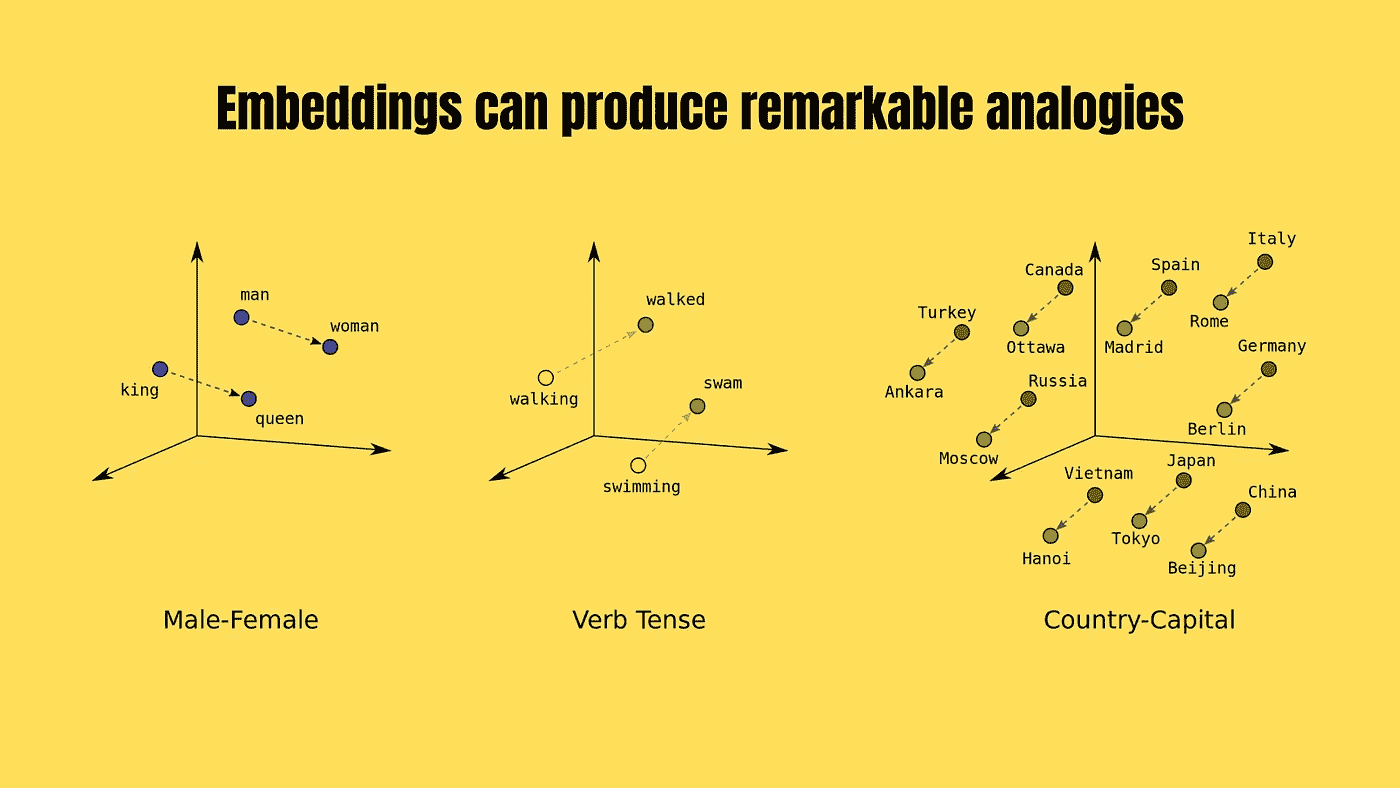 Embeddings can produce remarkable analogies
man
woman
king
queen
Male-Female
walked
walking
swam
swimming
Verb Tense
Italy
Spain
Canada
Turkey
Rome
Ottawa
Madrid
Germany
Ankara
Russia
Berlin
Moscow
Japan
Vietnam
China
Tokyo
Hanoi
Beijing
Country-Capital